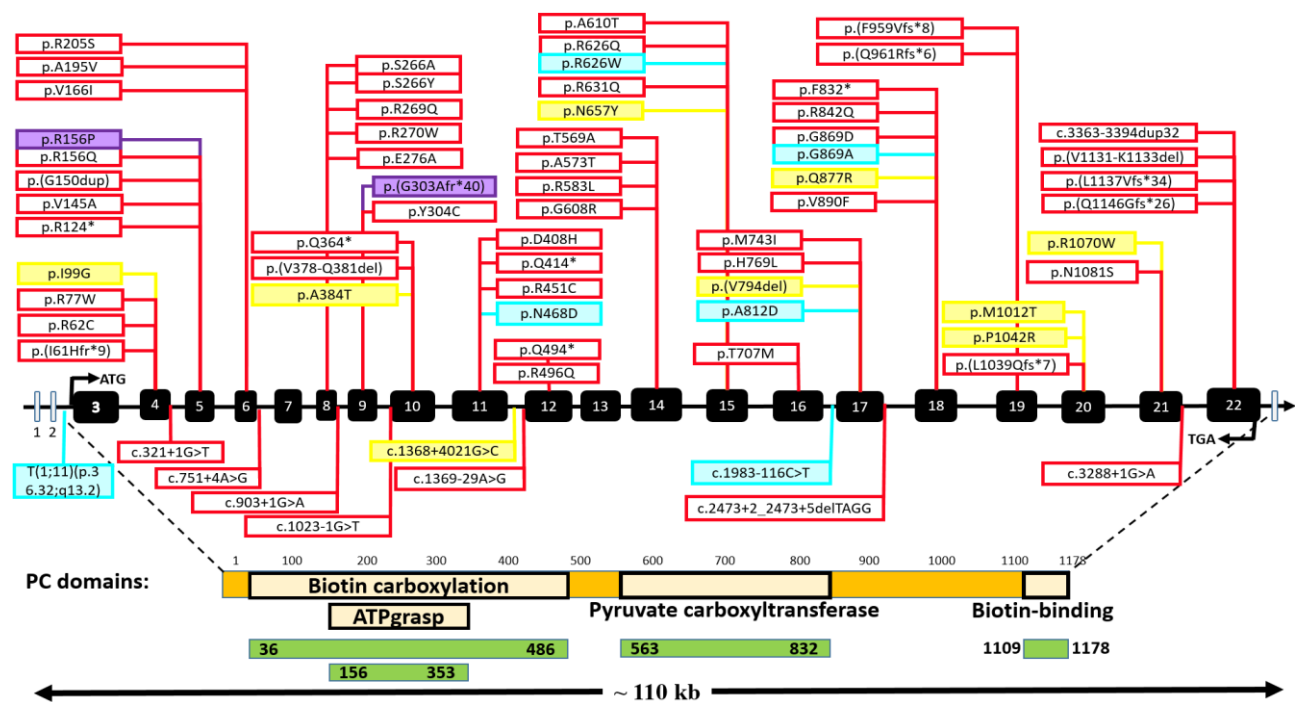 p.R205S
p.A195V
p.V166I
p.R156P
p.R156Q
p.(G150dup)
p.V145A
p.R124*
p.I99G
p.R77W
p.R62C
p.(I61Hfr*9)
p.S266A
p.S266Y
p.R269Q
p.R270W
p.E276A
p.(G303Afr*40)
p.Y304C
p.Q364*
p.(V378-Q381del)
p.A384T
p.D408H
p.Q414*
p.R451C
p.N468D
p.Q494*
p.R496Q
p.A610T
p.R626Q
p.R626W
p.R631Q
p.N657Y
p.T569A
p.A573T
p.R583L
p.G608R
p.M743I
p.H769L
p.(V794del)
p.A812D
p.T707M
p.(F959Vfs*8)
p.(Q961Rfs*6)
p.F832*
p.R842Q
p.G869D
p.G869A
p.Q877R
p.V890F
c.3363-3394dup32
p.(V1131-K1133del)
p.(L1137Vfs*34)
p.(Q1146Gfs*26)
p.R1070W
p.N1081S
p.M1012T
p.P1042R
p.(L1039Qfs*7)
ATG
1 2 3 4 5 6 7 8 9 10 11 12 13 14 15 16 17 18 19 20 21 22
TGA
T(1;11)(p.3
6.32;q13.2)
c.321+1G>T
c.751+4A>G
c.903+1G>A
c.1023-1G>T
c.1368+4021G>C
c.1369-29A>G
c.1983-116C>T
c.2473+2_2473+5delTAGG
c.3288+1G>A
1 100 200 300 400 500 600 700 800 900 1000 1100 1178
PC domains:
Biotin carboxylation
ATPgrasp
Pyruvate carboxyltransferase
Biotin-binding
36 486 563 832 1109 1178
156 353
~ 110 kb